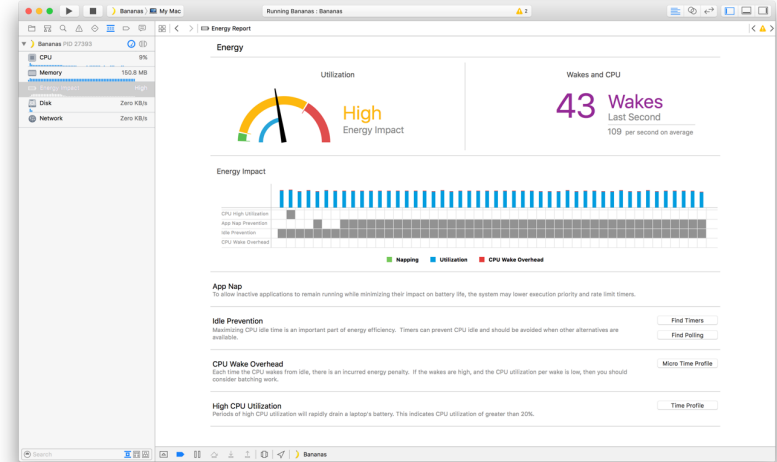 Bananas
My Mac
Running Bananas : Bananas
2
Energy Report
Bananas PID 27393
CPU 9%
Memory 150.8 MB
Energy Impact High
Disk Zero KB/s
Network Zero KB/s
Energy
Utilization
High
Energy Impact
Wakes and CPU
43 Wakes
Last Second
109 per second on average
Energy Impact
CPU High Utilization
App Nap Prevention
Idle Prevention
CPU Wake Overhead
Napping Utilization CPU Wake Overhead
App Nap
To allow inactive applications to remain running while minimizing their impact on battery life, the system may lower execution priority and rate limit timers.
Idle Prevention
Maximizing CPU idle time is an important part of energy efficiency. Timers can prevent CPU idle and should be avoided when other alternatives are
available.
Find Timers
Find Polling
CPU Wake Overhead
Each time the CPU wakes from idle, there is an incurred energy penalty. If the wakes are high, and the CPU utilization per wake is low, then you should
consider batching work.
Micro Time Profile
High CPU Utilization
Periods of high CPU utilization will rapidly drain a laptop's battery. This indicates CPU utilization of greater than 20%.
Time Profile
Search
Bananas